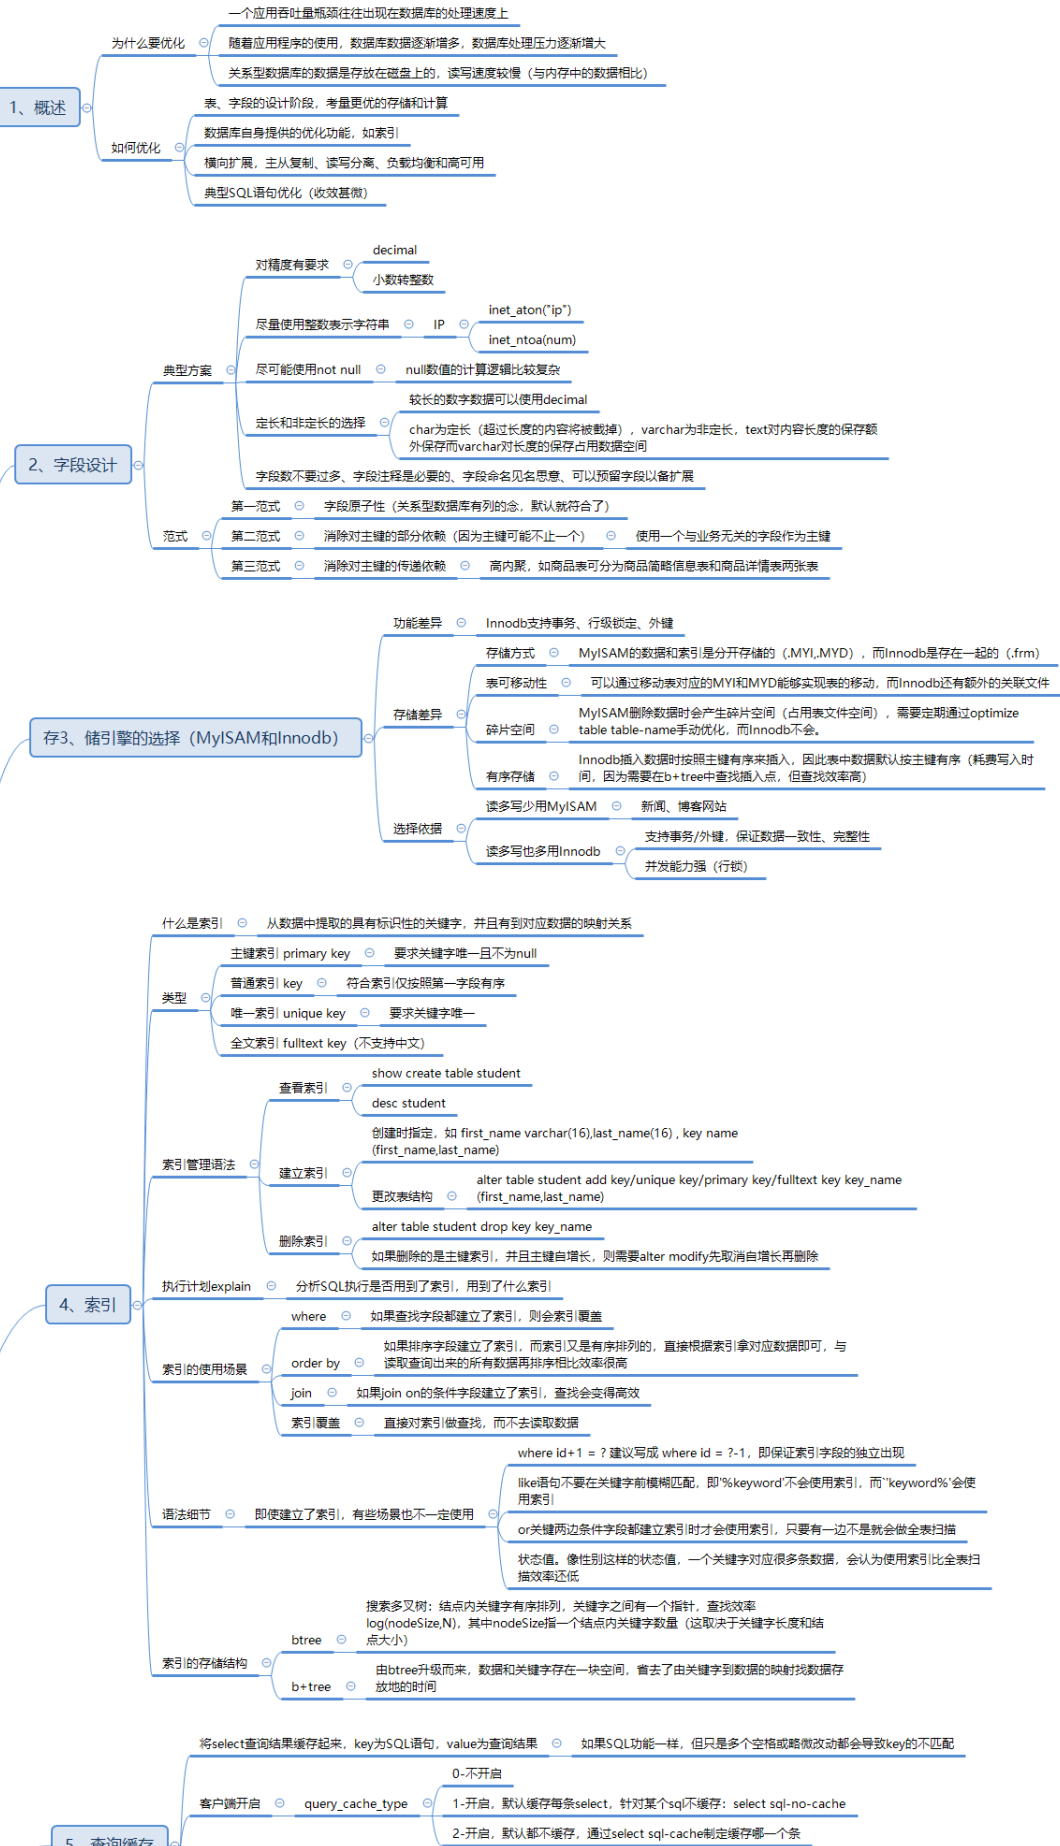 一个应用吞吐量瓶颈往往出现在数据库的处理速度上
为什么要优化
随着应用程序的使用，数据库数据逐渐增多，数据库处理压力逐渐增大
关系型数据库的数据是存放在磁盘上的，读写速度较慢（与内存中的数据相比）
1、概述
表、字段的设计阶段，考量更优的存储和计算
数据库自身提供的优化功能，如索引
如何优化
横向扩展，主从复制、读写分离、负载均衡和高可用
典型SQL语句优化（收效甚微）
decimal
对精度有要求
小数转整数
inet_aton("ip")
尽量使用整数表示字符串
IP
inet_ntoa(num)
典型方案
尽可能使用not null
null数值的计算逻辑比较复杂
较长的数字数据可以使用decimal
定长和非定长的选择
char为定长（超过长度的内容将被截掉），varchar为非定长，text对内容长度的保存额
外保存而varchar对长度的保存占用数据空间
2、字段设计
字段数不要过多、字段注释是必要的、字段命名见名思意、可以预留字段以备扩展
第一范式
字段原子性（关系型数据库有列的念，默认就符合了）
范式
第二范式
消除对主键的部分依赖（因为主键可能不止一个）
使用一个与业务无关的字段作为主键
第三范式
消除对主键的传递依赖
高内聚，如商品表可分为商品简略信息表和商品详情表两张表
功能差异
Innodb支持事务、行级锁定、外键
存储方式
MyISAM的数据和索引是分开存储的（.MYI,.MYD），而Innodb是存在一起的（.frm）
表可移动性
可以通过移动表对应的MYI和MYD能够实现表的移动，而Innodb还有额外的关联文件
存储差异
碎片空间
MyISAM删除数据时会产生碎片空间（占用表文件空间），需要定期通过optimize
table table-name手动优化，而Innodb不会。
存3、储引擎的选择（MyISAM和Innodb）
有序存储
Innodb插入数据时按照主键有序来插入，因此表中数据默认按主键有序（耗费写入时
间，因为需要在b+tree中查找插入点，但查找效率高）
读多写少用MyISAM
新闻、博客网站
选择依据
读多写也多用Innodb
支持事务/外键，保证数据一致性、完整性
并发能力强（行锁）
什么是索引
从数据中提取的具有标识性的关键字，并且有到对应数据的映射关系
主键索引 primary key
要求关键字唯一且不为null
普通索引 key
符合索引仅按照第一字段有序
类型
唯一索引 unique key
要求关键字唯一
全文索引 fulltext key（不支持中文）
show create table student
查看索引
desc student
创建时指定，如 first_name varchar(16),last_name(16) , key name
(first_name,last_name)
索引管理语法
建立索引
更改表结构
alter table student add key/unique key/primary key/fulltext key key_name
(first_name,last_name)
alter table student drop key key_name
删除索引
如果删除的是主键索引，并且主键自增长，则需要alter modify先取消自增长再删除
4、索引
执行计划explain
分析SQL执行是否用到了索引，用到了什么索引
where
如果查找字段都建立了索引，则会索引覆盖
order by
如果排序字段建立了索引，而索引又是有序排列的，直接根据索引拿对应数据即可，与
读取查询出来的所有数据再排序相比效率很高
索引的使用场景
join
如果join on的条件字段建立了索引，查找会变得高效
索引覆盖
直接对索引做查找，而不去读取数据
where id+1 = ? 建议写成 where id = ?-1，即保证索引字段的独立出现
like语句不要在关键字前模糊匹配，即'%keyword'不会使用索引，而`'keyword%'会使
用索引
语法细节
即使建立了索引，有些场景也不一定使用
or关键两边条件字段都建立索引时才会使用索引，只要有一边不是就会做全表扫描
状态值。像性别这样的状态值，一个关键字对应很多条数据，会认为使用索引比全表扫
描效率还低
搜索多叉树：结点内关键字有序排列，关键字之间有一个指针，查找效率
log(nodeSize,N)，其中nodeSize指一个结点内关键字数量（这取决于关键字长度和结
点大小）
btree
索引的存储结构
b+tree
由btree升级而来，数据和关键字存在一块空间，省去了由关键字到数据的映射找数据存
放地的时间
将select查询结果缓存起来，key为SQL语句，value为查询结果
如果SQL功能一样，但只是多个空格或略微改动都会导致key的不匹配
0-不开启
客户端开启
query_cache_type
1-开启，默认缓存每条select，针对某个sql不缓存：select sql-no-cache
2-开启，默认都不缓存，通过select sql-cache制定缓存哪一个条
5、查询缓存